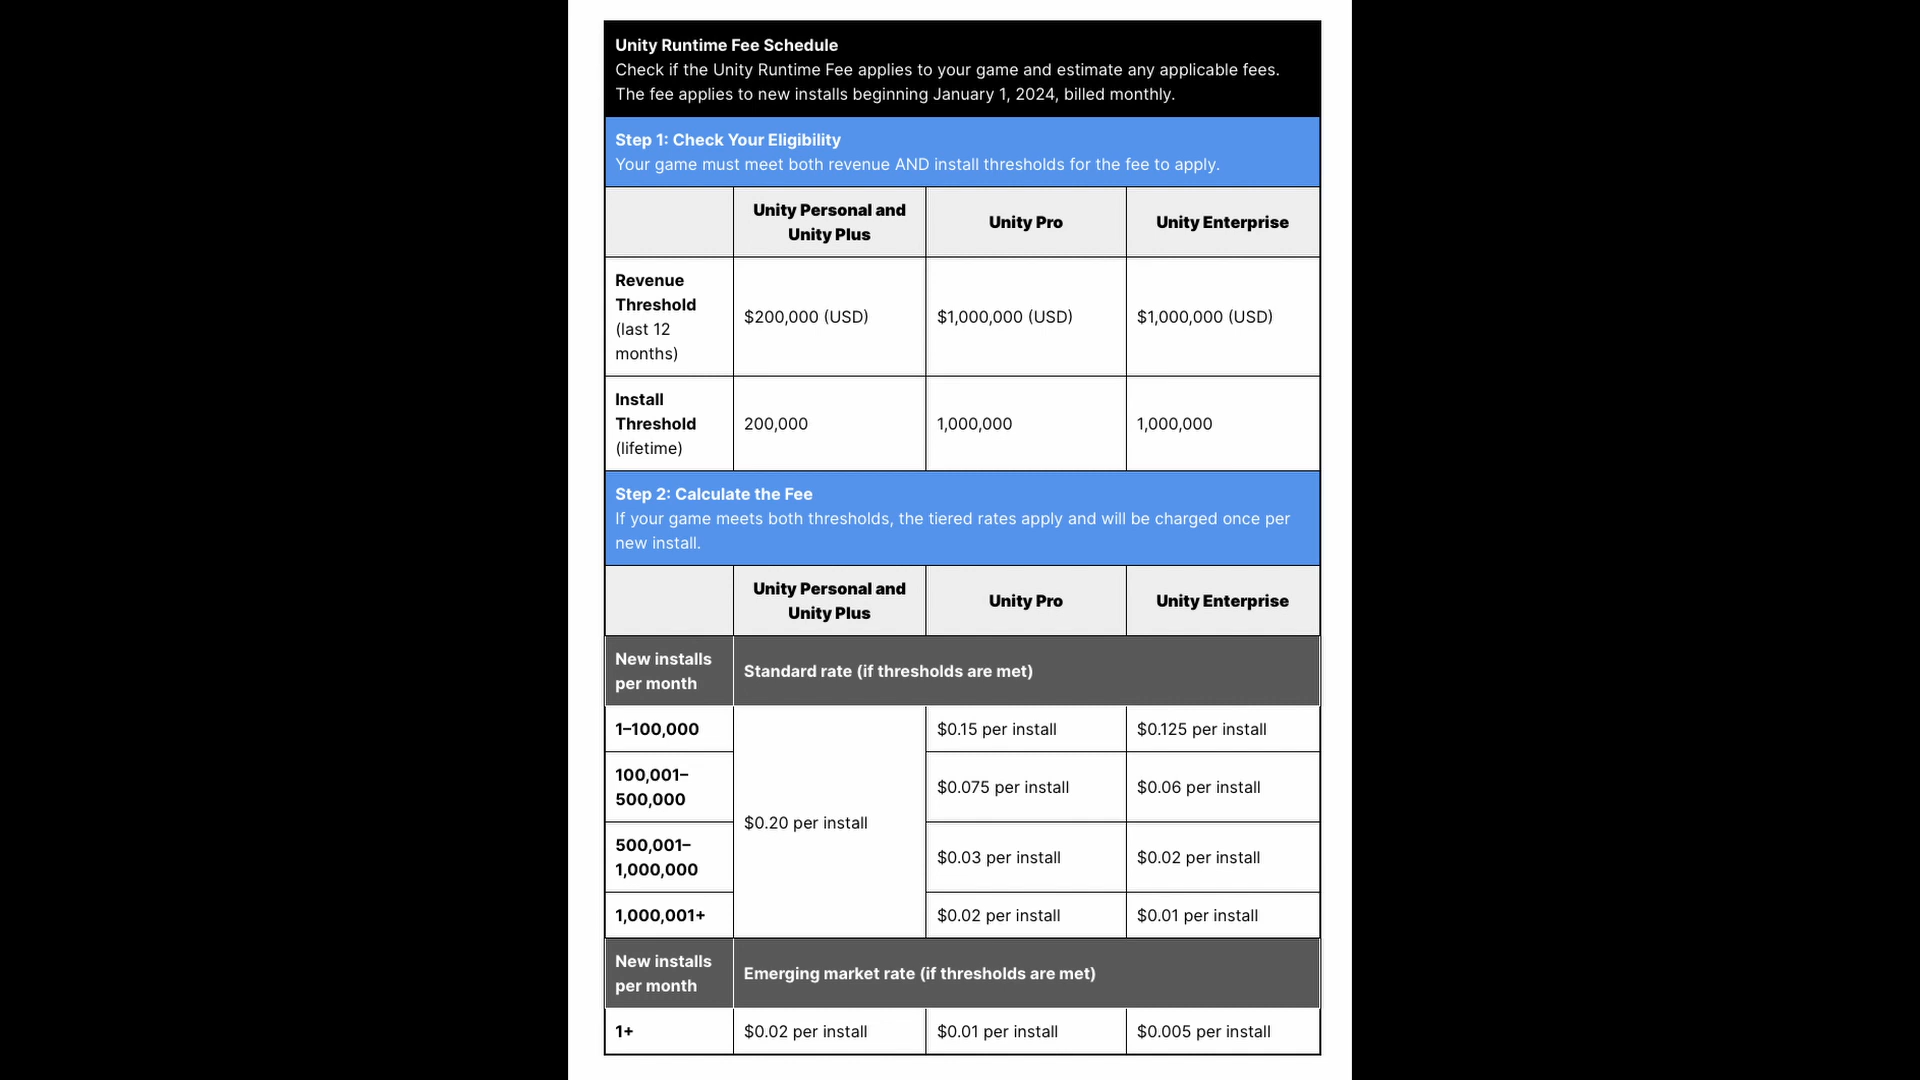 Unity Runtime Fee Schedule
Check if the Unity Runtime Fee applies to your game and estimate any applicable fees.
The fee applies to new installs beginning January 1, 2024, billed monthly.
Step 1: Check Your Eligibility
Your game must meet both revenue AND install thresholds for the fee to apply.
Unity Personal and
Unity Plus
Unity Pro
Unity Enterprise
Revenue
Threshold
(last 12
months)
$200,000 (USD)
$1,000,000 (USD)
$1,000,000 (USD)
Install
Threshold
(lifetime)
200,000
1,000,000
1,000,000
Step 2: Calculate the Fee
If your game meets both thresholds, the tiered rates apply and will be charged once per
new install.
Unity Personal and
Unity Plus
Unity Pro
Unity Enterprise
New installs
per month
Standard rate (if thresholds are met)
1–100,000
$0.20 per install
$0.15 per install
$0.125 per install
100,001–
500,000
$0.075 per install
$0.06 per install
500,001–
1,000,000
$0.03 per install
$0.02 per install
1,000,001+
$0.02 per install
$0.01 per install
New installs
per month
Emerging market rate (if thresholds are met)
1+
$0.02 per install
$0.01 per install
$0.005 per install